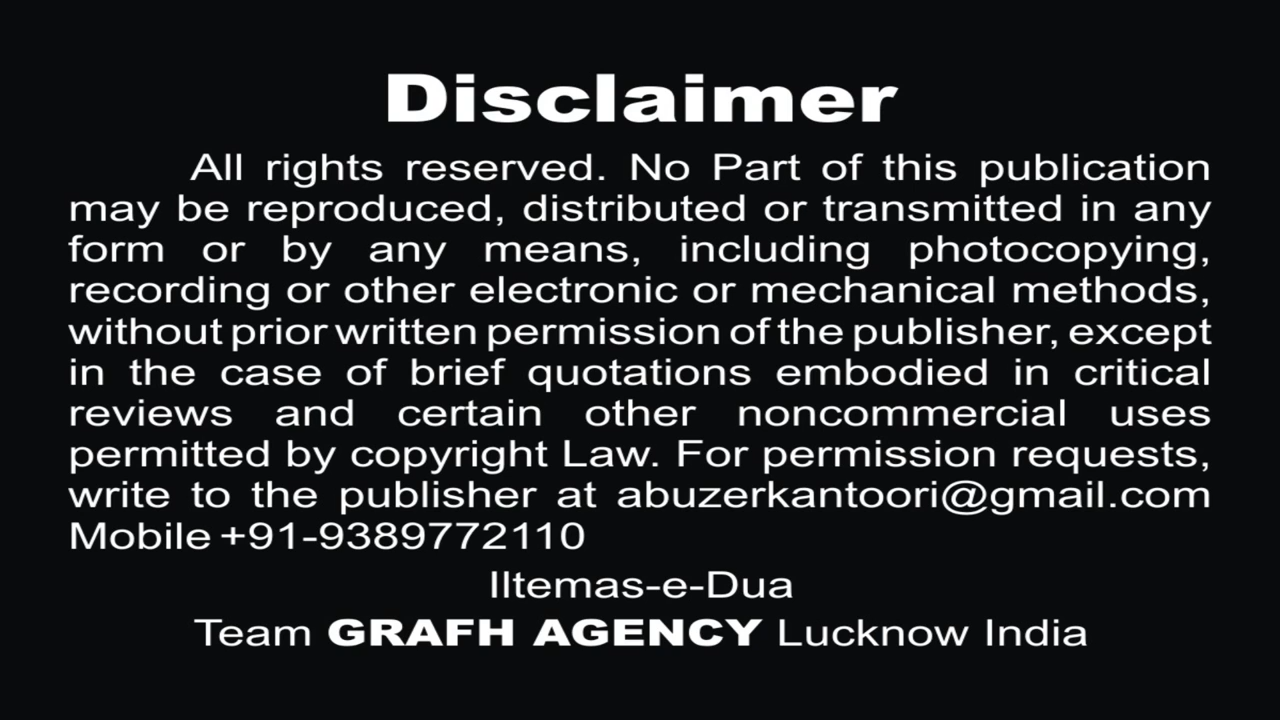 Disclaimer
All rights reserved. No Part of this publication
may be reproduced, distributed or transmitted in any
form or by any means, including photocopying,
recording or other electronic or mechanical methods,
without prior written permission of the publisher, except
in the case of brief quotations embodied in critical
reviews and certain other noncommercial uses
permitted by copyright Law. For permission requests,
write to the publisher at abuzerkantoori@gmail.com
Mobile +91-9389772110
IItemas-e-Dua
Team GRAFH AGENCY Lucknow India